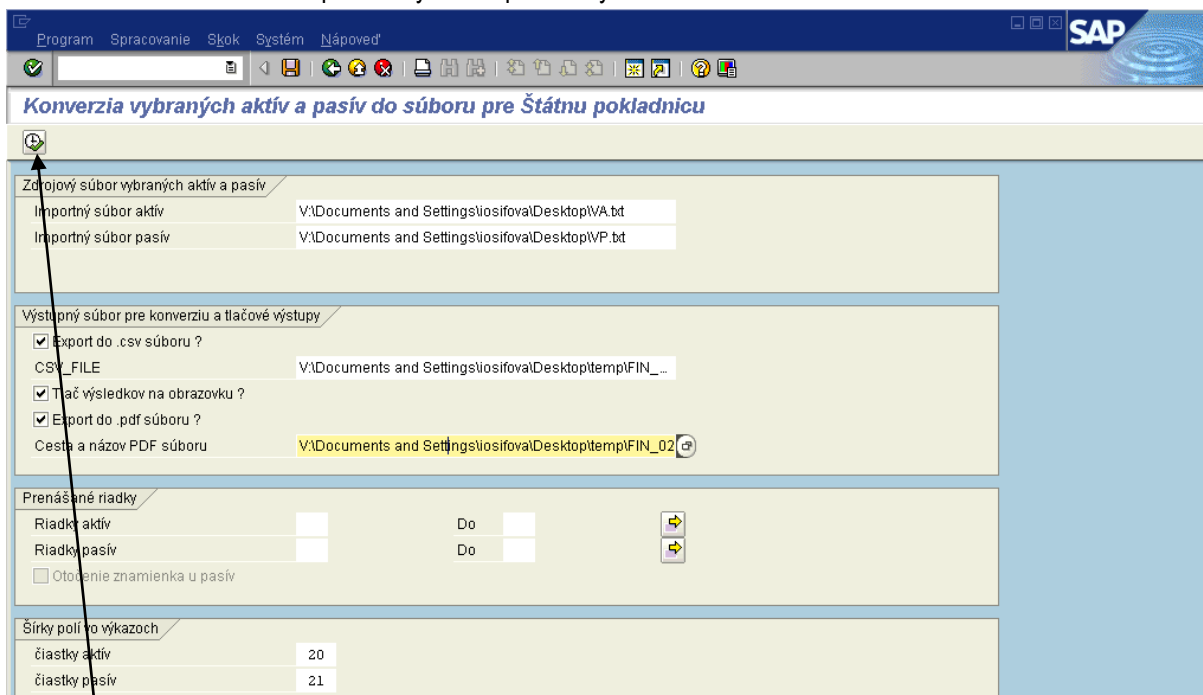 Program Spracovanie Skok Systém Nápoveď
SAP
Konverzia vybraných aktív a pasív do súboru pre Štátnu pokladnicu
Zdrojový súbor vybraných aktív a pasív
Importný súbor aktív V:\Documents and Settings\iosifova\Desktop\VA.txt
Importný súbor pasív V:\Documents and Settings\iosifova\Desktop\VP.txt
Výstupný súbor pre konverziu a tlačové výstupy
Export do .csv súboru ?
CSV_FILE V:\Documents and Settings\iosifova\Desktop\temp\FIN_...
Tlač výsledkov na obrazovku ?
Export do .pdf súboru ?
Cesta a názov PDF súboru V:\Documents and Settings\iosifova\Desktop\temp\FIN_02
Prenášané riadky
Riadky aktív Do
Riadky pasív Do
Otočenie znamienka u pasív
Šírky polí vo výkazoch
čiastky aktív 20
čiastky pasív 21